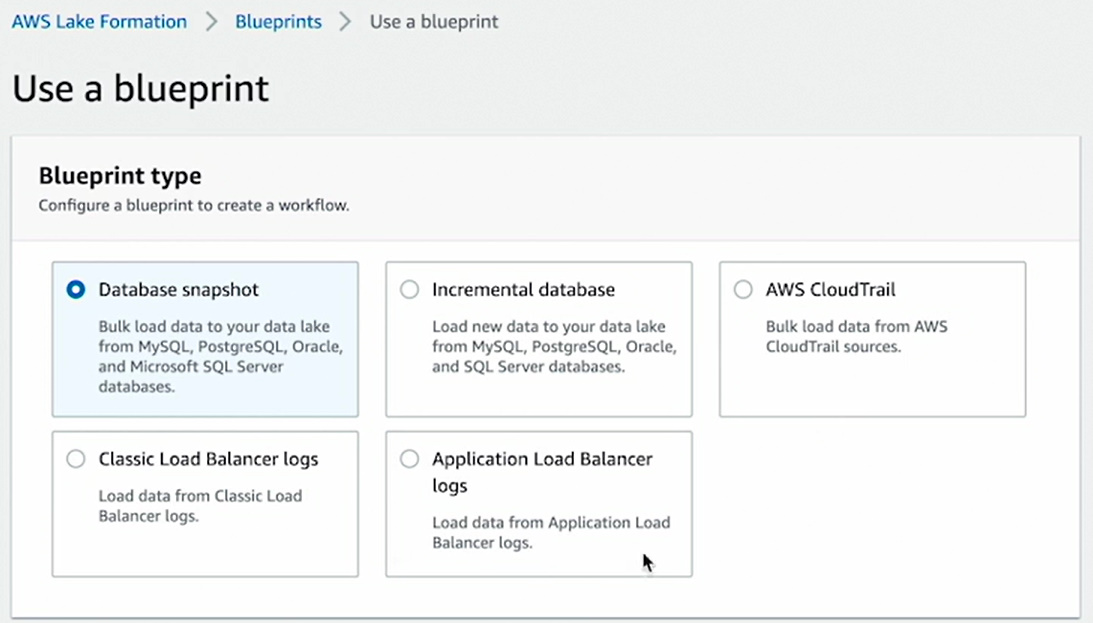 AWS Lake Formation > Blueprints > Use a blueprint
Use a blueprint
Blueprint type
Configure a blueprint to create a workflow.
Database snapshot
Bulk load data to your data lake
from MySQL, PostgreSQL, Oracle,
and Microsoft SQL Server
databases.
Incremental database
Load new data to your data lake
from MySQL, PostgreSQL, Oracle,
and SQL Server databases.
AWS CloudTrail
Bulk load data from AWS
CloudTrail sources.
Classic Load Balancer logs
Load data from Classic Load
Balancer logs.
Application Load Balancer
logs
Load data from Application Load
Balancer logs.